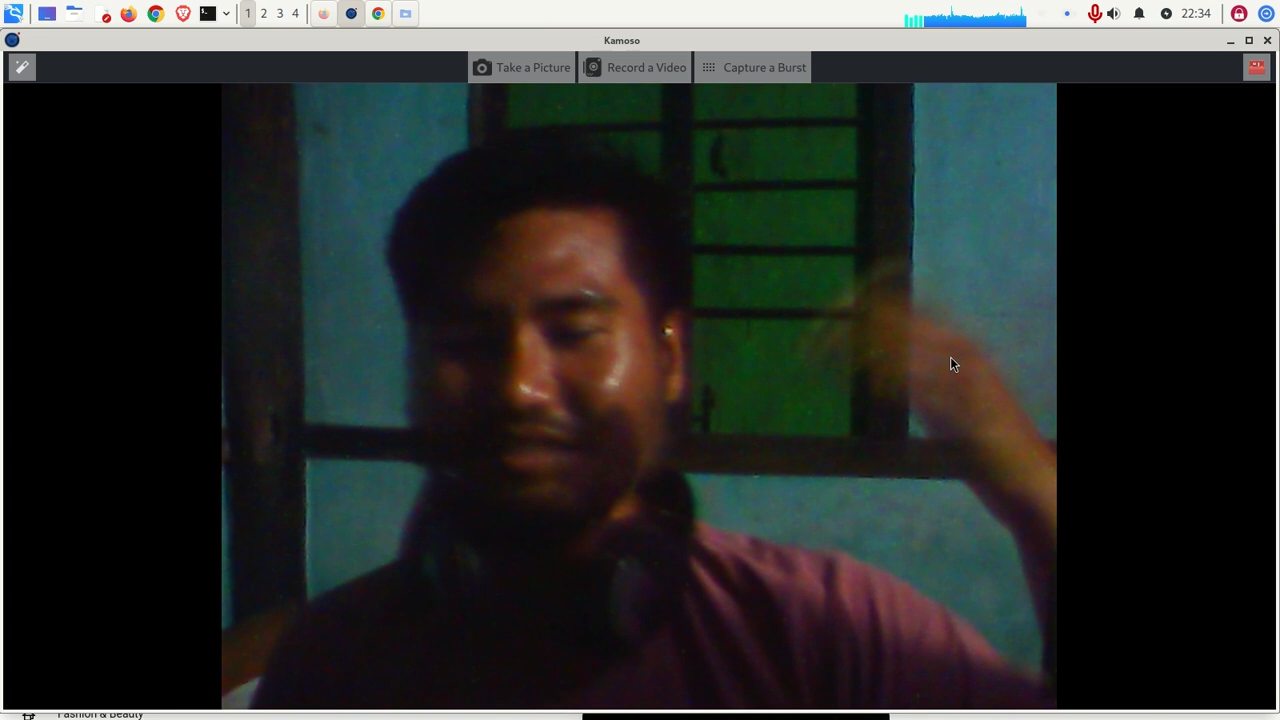 1 2 3 4
22:34
Kamoso
Take a Picture
Record a Video
Capture a Burst
Fashion & Beauty